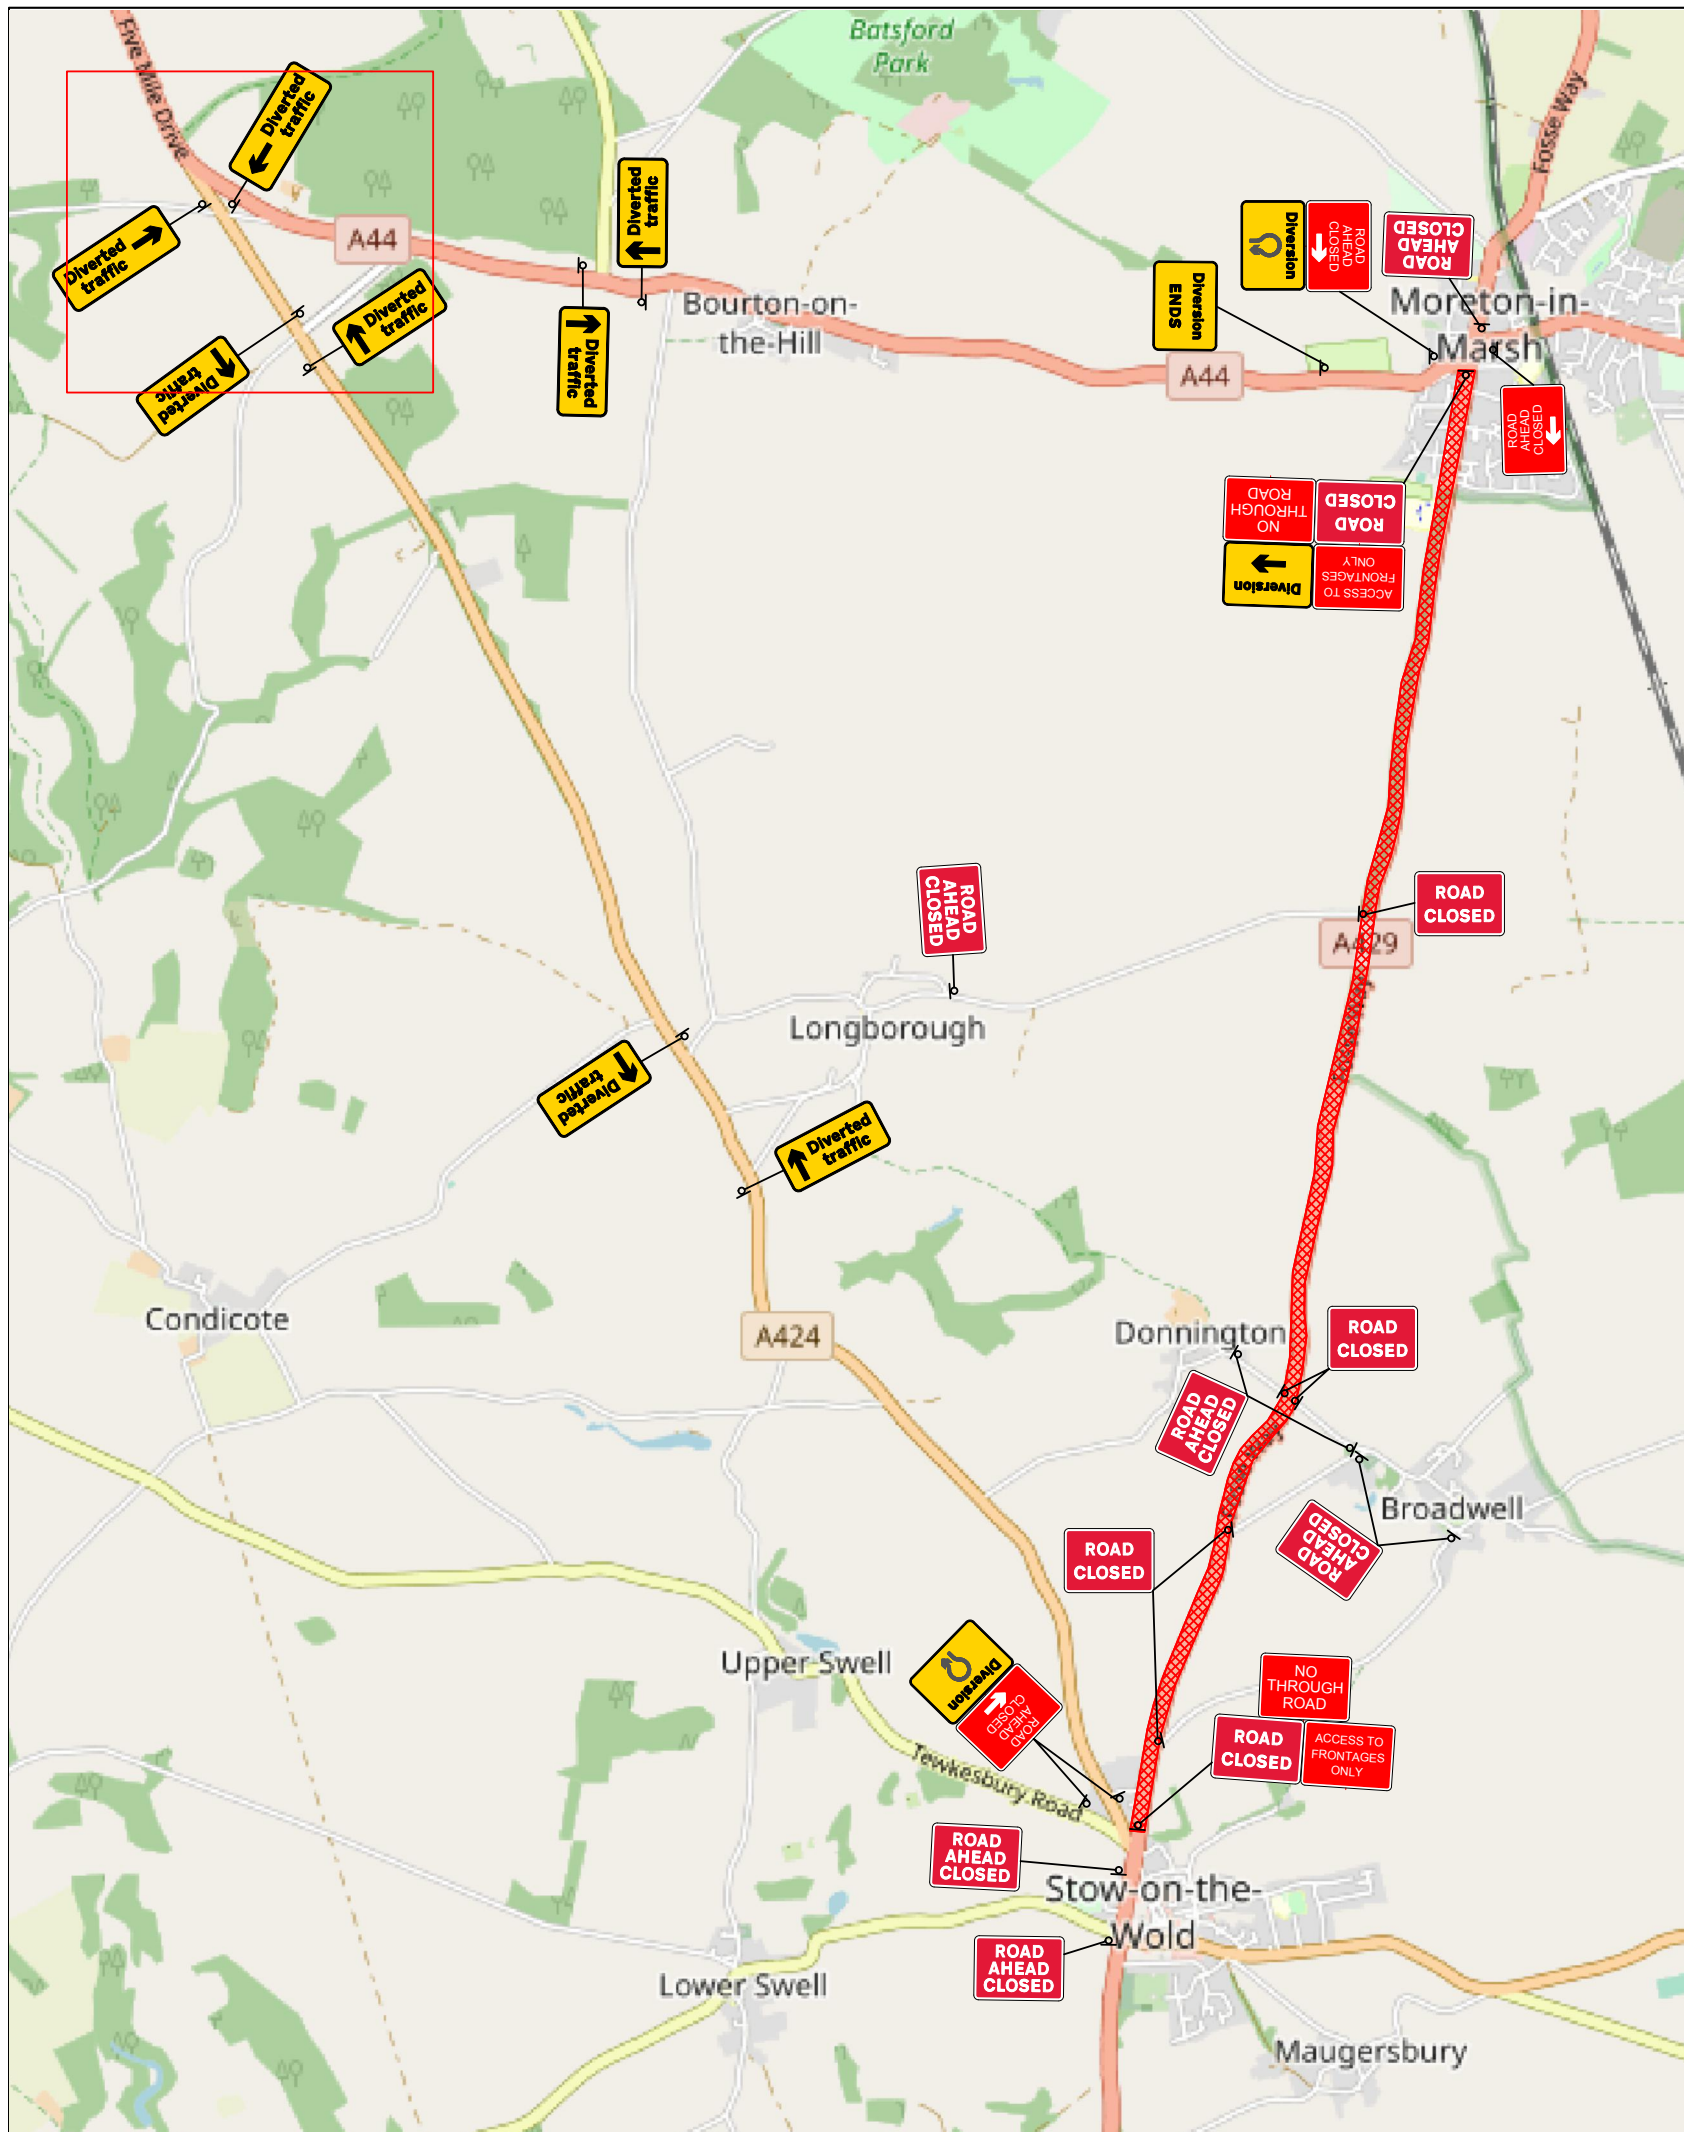 Five Mile Drive
Batsford
Park
Fosse Way
Diverted
traffic
Diverted
traffic
Diverted
traffic
Diverted
traffic
A44
Diverted
traffic
Diverted
traffic
Bourton-on-
the-Hill
Diversion
ENDS
Diversion
ROAD
AHEAD
CLOSED
ROAD
AHEAD
CLOSED
Moreton-in-
Marsh
A44
ROAD
AHEAD
CLOSED
NO
THROUGH
ROAD
ROAD
CLOSED
Diversion
ACCESS TO
FRONTAGES
ONLY
ROAD
AHEAD
CLOSED
ROAD
CLOSED
A429
Longborough
Diverted
traffic
Diverted
traffic
Condicote
A424
Donnington
ROAD
CLOSED
ROAD
AHEAD
CLOSED
Broadwell
ROAD
CLOSED
ROAD
AHEAD
CLOSED
Upper Swell
Diversion
ROAD
AHEAD
CLOSED
NO
THROUGH
ROAD
ROAD
CLOSED
ACCESS TO
FRONTAGES
ONLY
Tewkesbury Road
ROAD
AHEAD
CLOSED
Stow-on-the-
Wold
ROAD
AHEAD
CLOSED
Lower Swell
Maugersbury